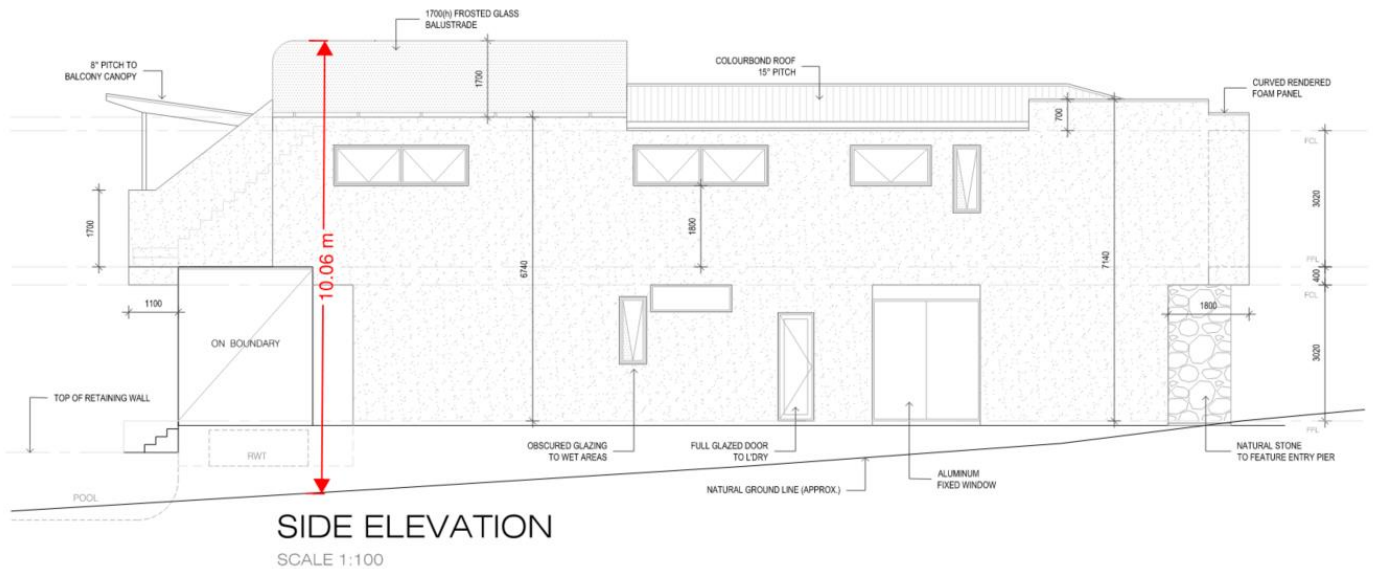 1700(h) FROSTED GLASS
BALUSTRADE
8° PITCH TO
BALCONY CANOPY
COLOURBOND ROOF
15° PITCH
CURVED RENDERED
FOAM PANEL
1700
700
FCL
3020
1700
1800
10.06 m
6740
7140
FFL
400
FCL
1100
1800
ON BOUNDARY
3020
TOP OF RETAINING WALL
FFL
RWT
OBSCURED GLAZING
TO WET AREAS
FULL GLAZED DOOR
TO L'DRY
NATURAL STONE
TO FEATURE ENTRY PIER
ALUMINUM
FIXED WINDOW
NATURAL GROUND LINE (APPROX.)
POOL
SIDE ELEVATION
SCALE 1:100